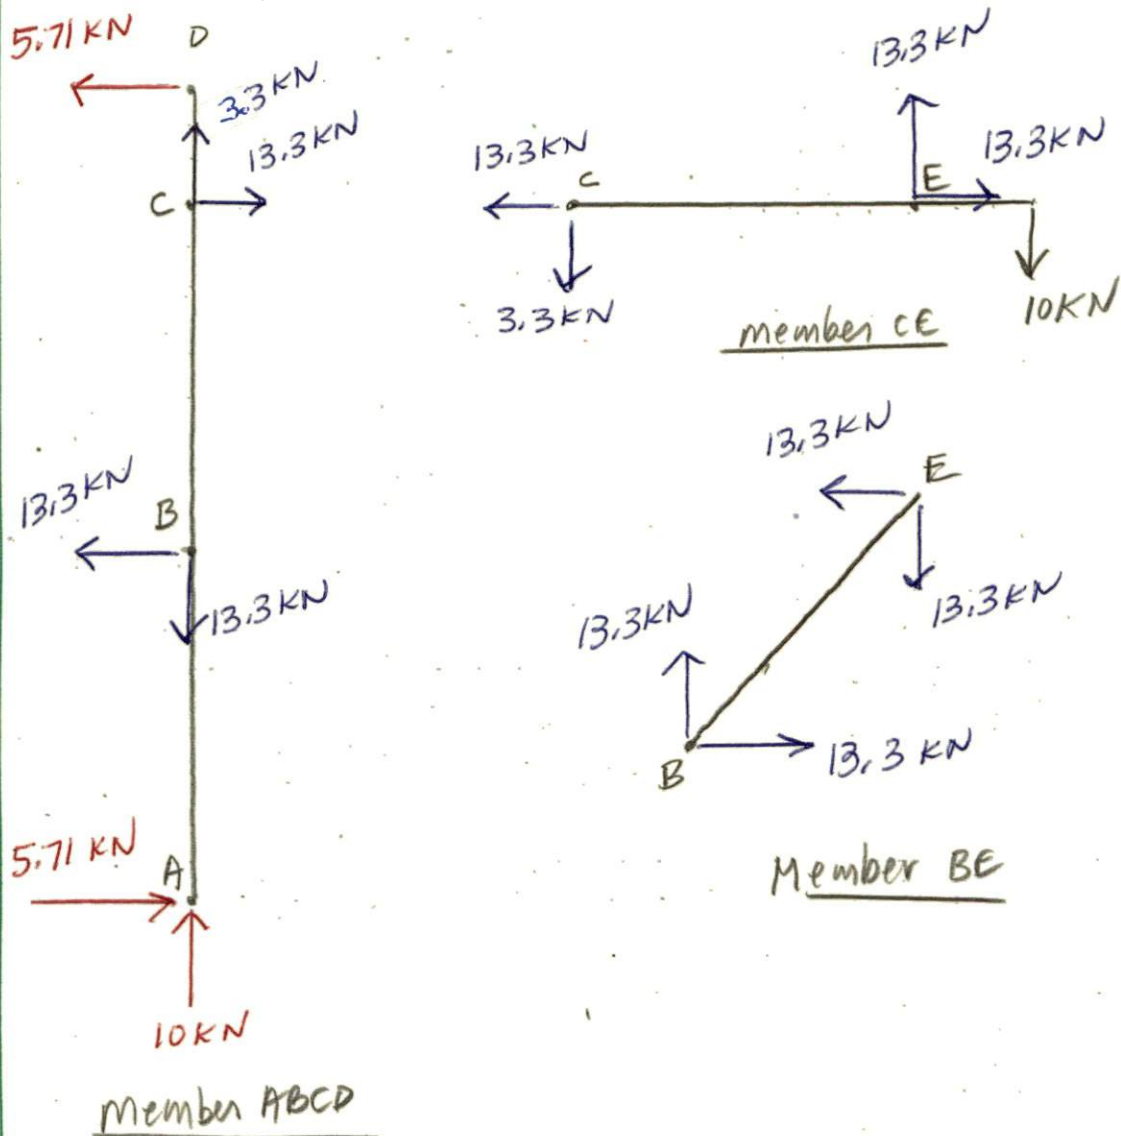 5.71 KN
D
3.3 KN
13.3 KN
C
13.3 KN
B
13.3 KN
5.71 KN
A
10 KN
Member ABCD
13.3 KN
13.3 KN
C
E
13.3 KN
3.3 KN
10 KN
member CE
13.3 KN
E
13.3 KN
13.3 KN
B
13.3 KN
Member BE